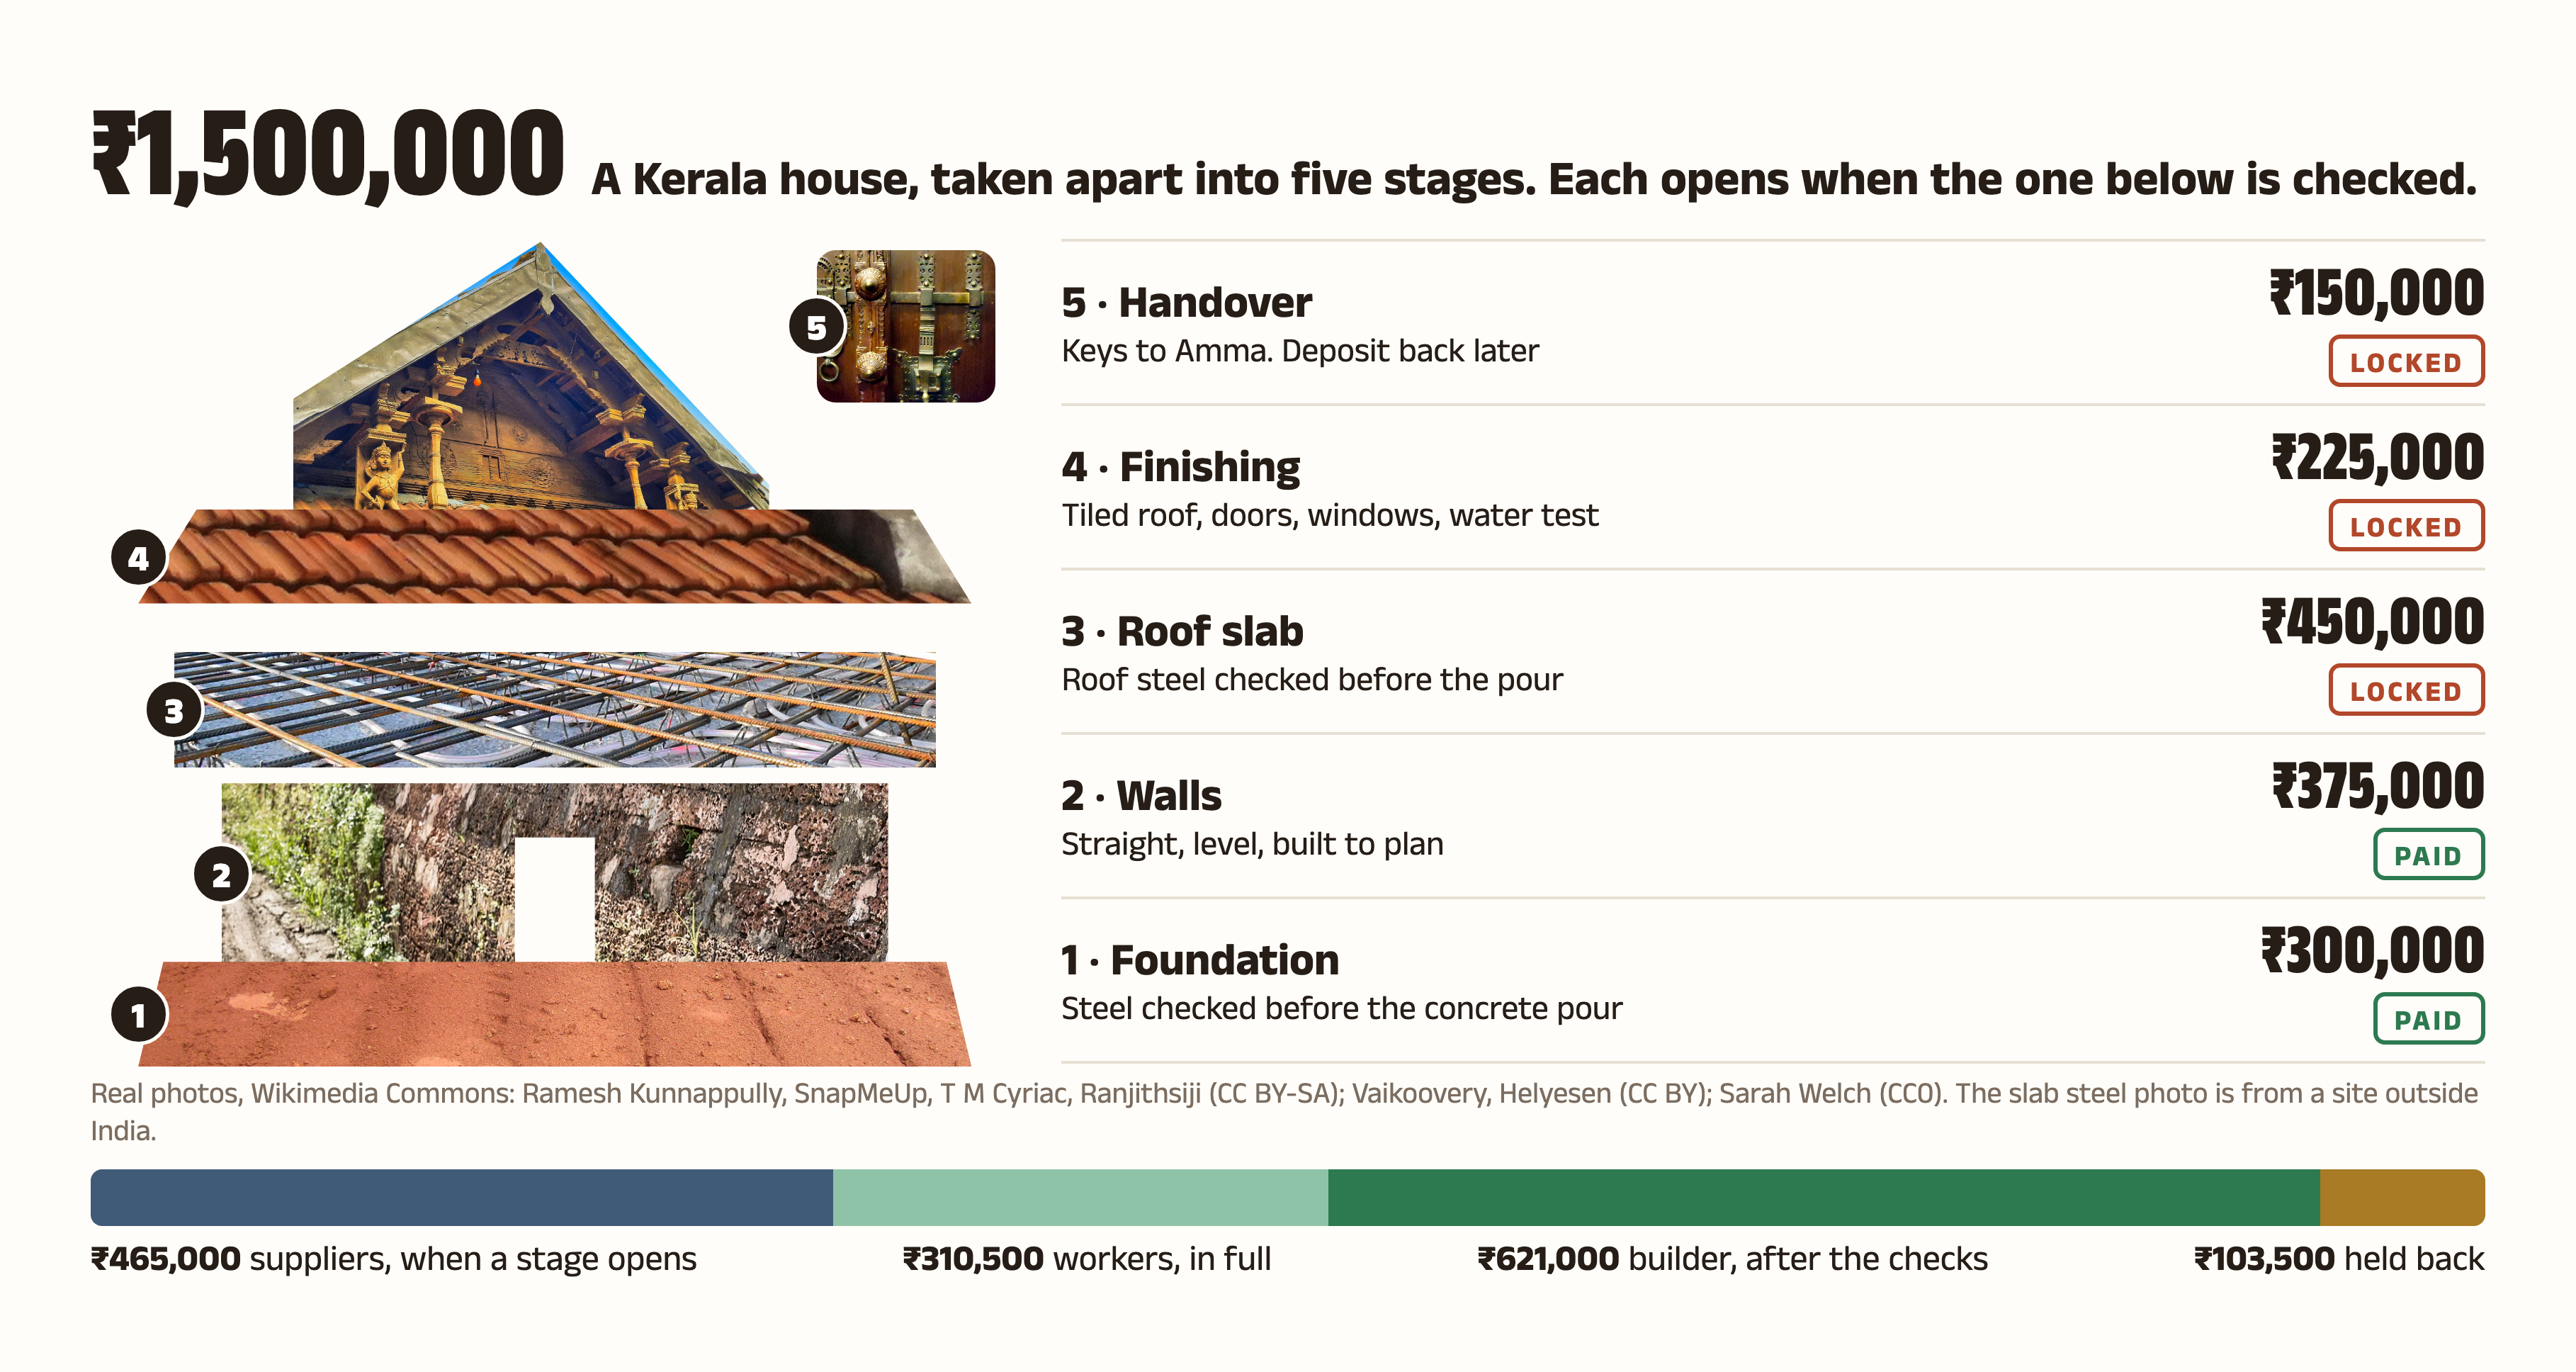 ₹1,500,000 A Kerala house, taken apart into five stages. Each opens when the one below is checked.
5
5 · Handover
₹150,000
Keys to Amma. Deposit back later
LOCKED
4 · Finishing
₹225,000
Tiled roof, doors, windows, water test
LOCKED
4
3 · Roof slab
₹450,000
Roof steel checked before the pour
LOCKED
3
2 · Walls
₹375,000
Straight, level, built to plan
PAID
2
1 · Foundation
₹300,000
Steel checked before the concrete pour
PAID
1
Real photos, Wikimedia Commons: Ramesh Kunnappully, SnapMeUp, T M Cyriac, Ranjithsiji (CC BY-SA); Vaikoovery, Helyesen (CC BY); Sarah Welch (CC0). The slab steel photo is from a site outside
India.
₹465,000 suppliers, when a stage opens
₹310,500 workers, in full
₹621,000 builder, after the checks
₹103,500 held back